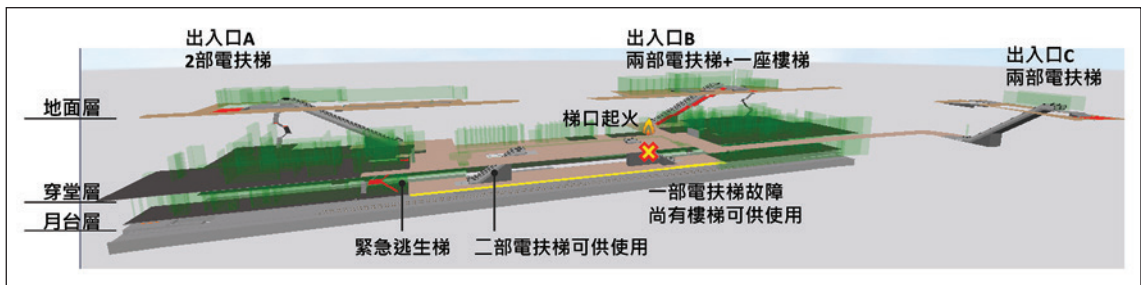 出入口A
2部電扶梯
出入口B
兩部電扶梯+一座樓梯
出入口C
兩部電扶梯
地面層
梯口起火
穿堂層
月台層
一部電扶梯故障
尚有樓梯可供使用
緊急逃生梯
二部電扶梯可供使用